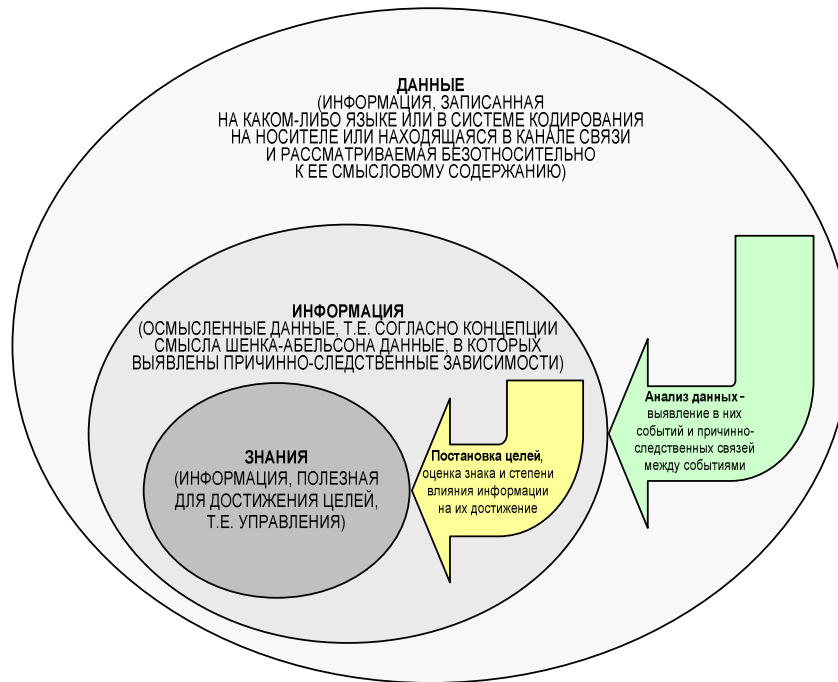 ДАННЫЕ
(ИНФОРМАЦИЯ, ЗАПИСАННАЯ
НА КАКОМ-ЛИБО ЯЗЫКЕ ИЛИ В СИСТЕМЕ КОДИРОВАНИЯ
НА НОСИТЕЛЕ ИЛИ НАХОДЯЩАЯСЯ В КАНАЛЕ СВЯЗИ
И РАССМАТРИВАЕМАЯ БЕЗОТНОСИТЕЛЬНО
К ЕЕ СМЫСЛОВОМУ СОДЕРЖАНИЮ)
ИНФОРМАЦИЯ
(ОСМЫСЛЕННЫЕ ДАННЫЕ, Т.Е. СОГЛАСНО КОНЦЕПЦИИ
СМЫСЛА ШЕНКА-АБЕЛЬСОНА ДАННЫЕ, В КОТОРЫХ
ВЫЯВЛЕНЫ ПРИЧИННО-СЛЕДСТВЕННЫЕ ЗАВИСИМОСТИ)
ЗНАНИЯ
(ИНФОРМАЦИЯ, ПОЛЕЗНАЯ
ДЛЯ ДОСТИЖЕНИЯ ЦЕЛЕЙ,
Т.Е. УПРАВЛЕНИЯ)
Постановка целей,
оценка знака и степени
влияния информации
на их достижение
Анализ данных -
выявление в них
событий и причинно-
следственных связей
между событиями